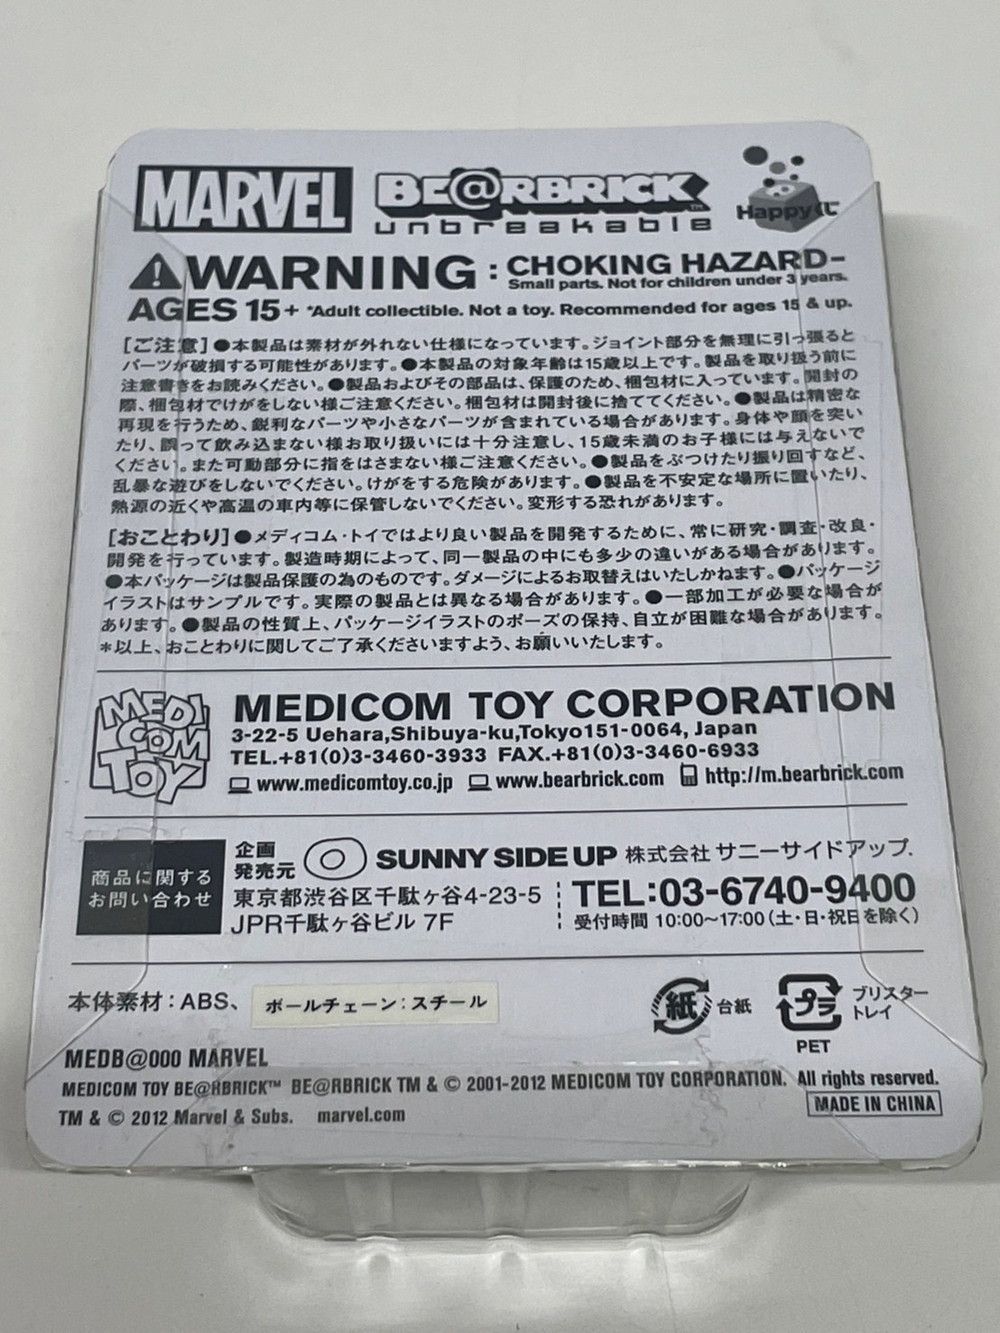 MARVEL BE@RBRICK TM Happyくじ
unbreakable
WARNING : CHOKING HAZARD-
Small parts. Not for children under 3 years.
AGES 15+ *Adult collectible. Not a toy. Recommended for ages 15 & up.
[ご注意]●本製品は素材が外れない仕様になっています。ジョイント部分を無理に引っ張ると
パーツが破損する可能性があります。●本製品の対象年齢は15歳以上です。製品を取り扱う前に
注意書きをお読みください。●製品およびその部品は、保護のため、梱包材に入っています。開封の
際、梱包材でけがをしない様ご注意ください。梱包材は開封後に捨ててください。●製品は精密な
再現を行うため、鋭利なパーツや小さなパーツが含まれている場合があります。身体や顔を突い
たり、誤って飲み込まない様お取り扱いには十分注意し、15歳未満のお子様には与えないで
ください。また可動部分に指をはさまない様ご注意ください。●製品をぶつけたり振り回すなど、
乱暴な遊びをしないでください。けがをする危険があります。●製品を不安定な場所に置いたり、
熱源の近くや高温の車内等に保管しないでください。変形する恐れがあります。
[おことわり]●メディコム・トイではより良い製品を開発するために、常に研究・調査・改良・
開発を行っています。製造時期によって、同一製品の中にも多少の違いがある場合があります。
●本パッケージは製品保護の為のものです。ダメージによるお取替えはいたしかねます。●パッケージ
イラストはサンプルです。実際の製品とは異なる場合があります。●一部加工が必要な場合が
あります。●製品の性質上、パッケージイラストのポーズの保持、自立が困難な場合があります。
*以上、おことわりに関してご了承くださいますよう、お願いいたします。
MEDI COM TOY
MEDICOM TOY CORPORATION
3-22-5 Uehara,Shibuya-ku,Tokyo151-0064, Japan
TEL.+81(0)3-3460-3933 FAX.+81(0)3-3460-6933
www.medicomtoy.co.jp www.bearbrick.com http://m.bearbrick.com
商品に関する
お問い合わせ
企画
発売元
SUNNY SIDE UP 株式会社 サニーサイドアップ.
東京都渋谷区千駄ヶ谷4-23-5
JPR千駄ヶ谷ビル 7F
TEL:03-6740-9400
受付時間 10:00〜17:00(土・日・祝日を除く)
本体素材：ABS、 ボールチェーン：スチール
紙 台紙
プラ ブリスター
トレイ
PET
MEDB@000 MARVEL
MEDICOM TOY BE@RBRICK™ BE@RBRICK TM & © 2001-2012 MEDICOM TOY CORPORATION. All rights reserved.
TM & © 2012 Marvel & Subs. marvel.com
MADE IN CHINA